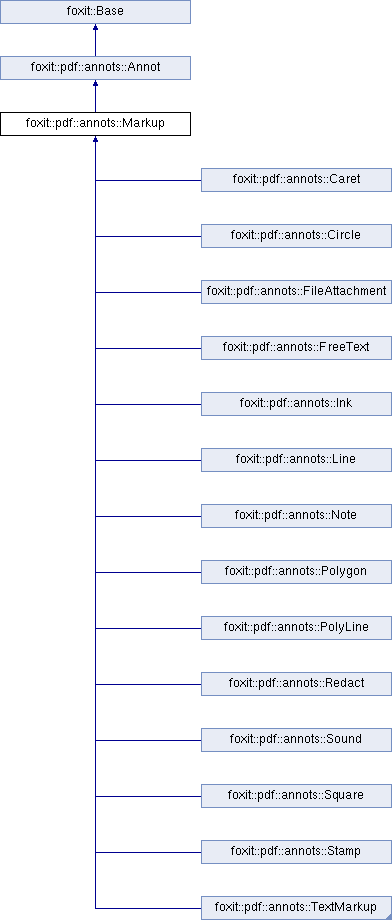 foxit::Base
foxit::pdf::annots::Annot
foxit::pdf::annots::Markup
foxit::pdf::annots::Caret
foxit::pdf::annots::Circle
foxit::pdf::annots::FileAttachment
foxit::pdf::annots::FreeText
foxit::pdf::annots::Ink
foxit::pdf::annots::Line
foxit::pdf::annots::Note
foxit::pdf::annots::Polygon
foxit::pdf::annots::PolyLine
foxit::pdf::annots::Redact
foxit::pdf::annots::Sound
foxit::pdf::annots::Square
foxit::pdf::annots::Stamp
foxit::pdf::annots::TextMarkup